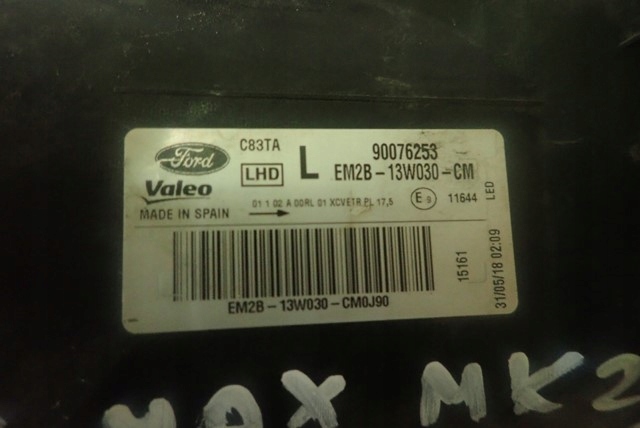 Ford
C83TA
LHD
L
90076253
EM2B-13W030-CM
Valeo
MADE IN SPAIN
01 1 02 A 00RL 01 XCVETR PL 17,5
E9
11644
LED
EM2B-13W030-CM0J90
15161
31/05/18 02:09
MAX MK2